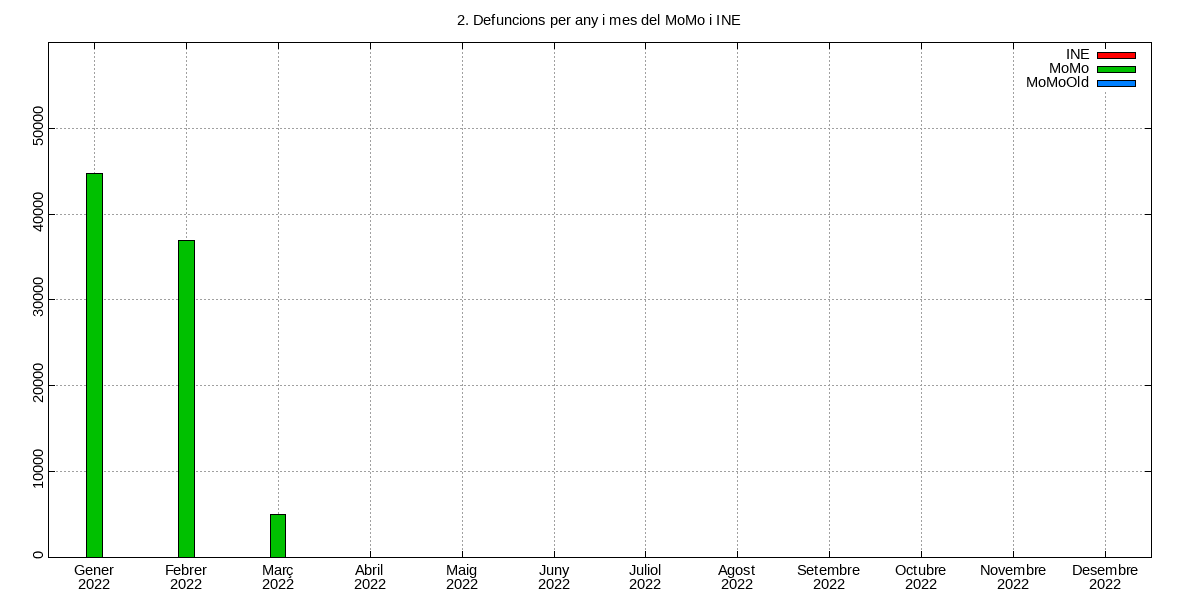 2. Defuncions per any i mes del MoMo i INE
INE
MoMo
MoMoOld
50000
40000
30000
20000
10000
0
Gener Febrer Març Abril Maig Juny Juliol Agost Setembre Octubre Novembre Desembre
2022 2022 2022 2022 2022 2022 2022 2022 2022 2022 2022 2022